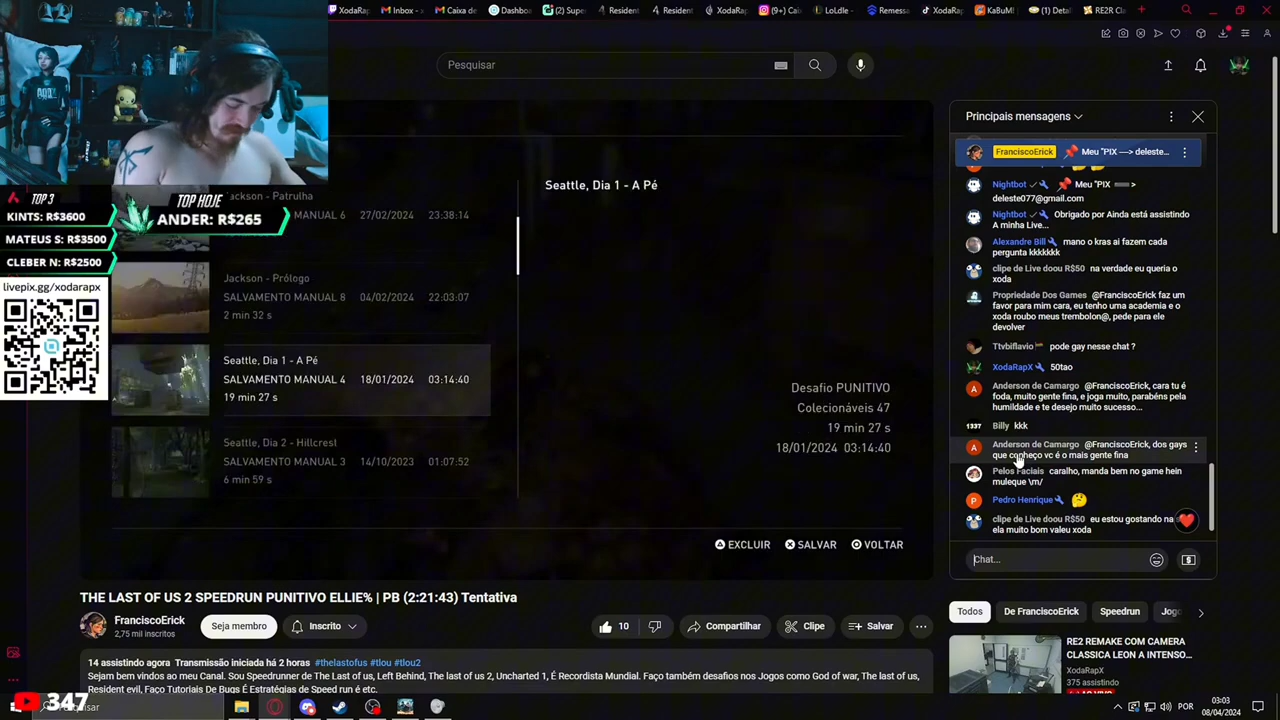 XodaRa
Inbox -
Caixa de
Dashbo
(2) Super
Resident
Resident
XodaRap
(9+) Caix
LoLdle -
Remessa
XodaRap
KaBuM!
(1) Detal
RE2R Cl
Pesquisar
Principais mensagens
FranciscoErick Meu "PIX —–> deleste...
Nightbot Meu "PIX ══>
deleste077@gmail.com
Nightbot Obrigado por Ainda está assistindo
A minha Live...
Alexandre Bill mano o kras ai fazem cada
pergunta kkkkkkk
clipe de Live doou R$50 na verdade eu queria o
xoda
Propriedade Dos Games @FranciscoErick faz um
favor para mim cara, eu tenho uma academia e o
xoda roubo meu trembolon@, pede para ele
devolver
Ttvbiflavio pode gay nesse chat ?
XodaRapX 50tao
Anderson de Camargo @FranciscoErick, cara tu é
foda, muito gente fina, e joga muito, parabéns pela
humildade e te desejo muito sucesso...
1337 Billy kkk
Anderson de Camargo @FranciscoErick, dos gays
que conheço vc é o mais gente fina
Pelos Faciais caralho, manda bem no game hein
muleque \m/
Pedro Henrique
clipe de Live doou R$50 eu estou gostando na
ela muito bom valeu xoda
Chat...
TOP 3
KINTS: R$3600
MATEUS S: R$3500
CLEBER N: R$2500
TOP HOJE
ANDER: R$265
livepix.gg/xodarapx
Jackson - Patrulha
MANUAL 6 27/02/2024 23:38:14
Jackson - Prólogo
SALVAMENTO MANUAL 8 04/02/2024 22:03:07
2 min 32 s
Seattle, Dia 1 - A Pé
SALVAMENTO MANUAL 4 18/01/2024 03:14:40
19 min 27 s
Seattle, Dia 2 - Hillcrest
SALVAMENTO MANUAL 3 14/10/2023 01:07:52
6 min 59 s
Seattle, Dia 1 - A Pé
Desafio PUNITIVO
Colecionáveis 47
19 min 27 s
18/01/2024 03:14:40
EXCLUIR SALVAR VOLTAR
THE LAST OF US 2 SPEEDRUN PUNITIVO ELLIE% | PB (2:21:43) Tentativa
FranciscoErick
2,75 mil inscritos
Seja membro
Inscrito
10
Compartilhar
Clipe
Salvar
14 assistindo agora Transmissão iniciada há 2 horas #thelastofus #tlou #tlou2
Sejam bem vindos ao meu Canal. Sou Speedrunner de The Last of us, Left Behind, The Last of us 2, Uncharted 1, É Recordista Mundial. Faço também desafios nos Jogos como God of war, The last of us,
Resident evil, Faço Tutoriais De Bugs É Estratégias de Speed run é etc.
Todos De FranciscoErick Speedrun Jogo
RE2 REMAKE COM CAMERA
CLASSICA LEON A INTENSO...
XodaRapX
347
POR
03:03
08/04/2024